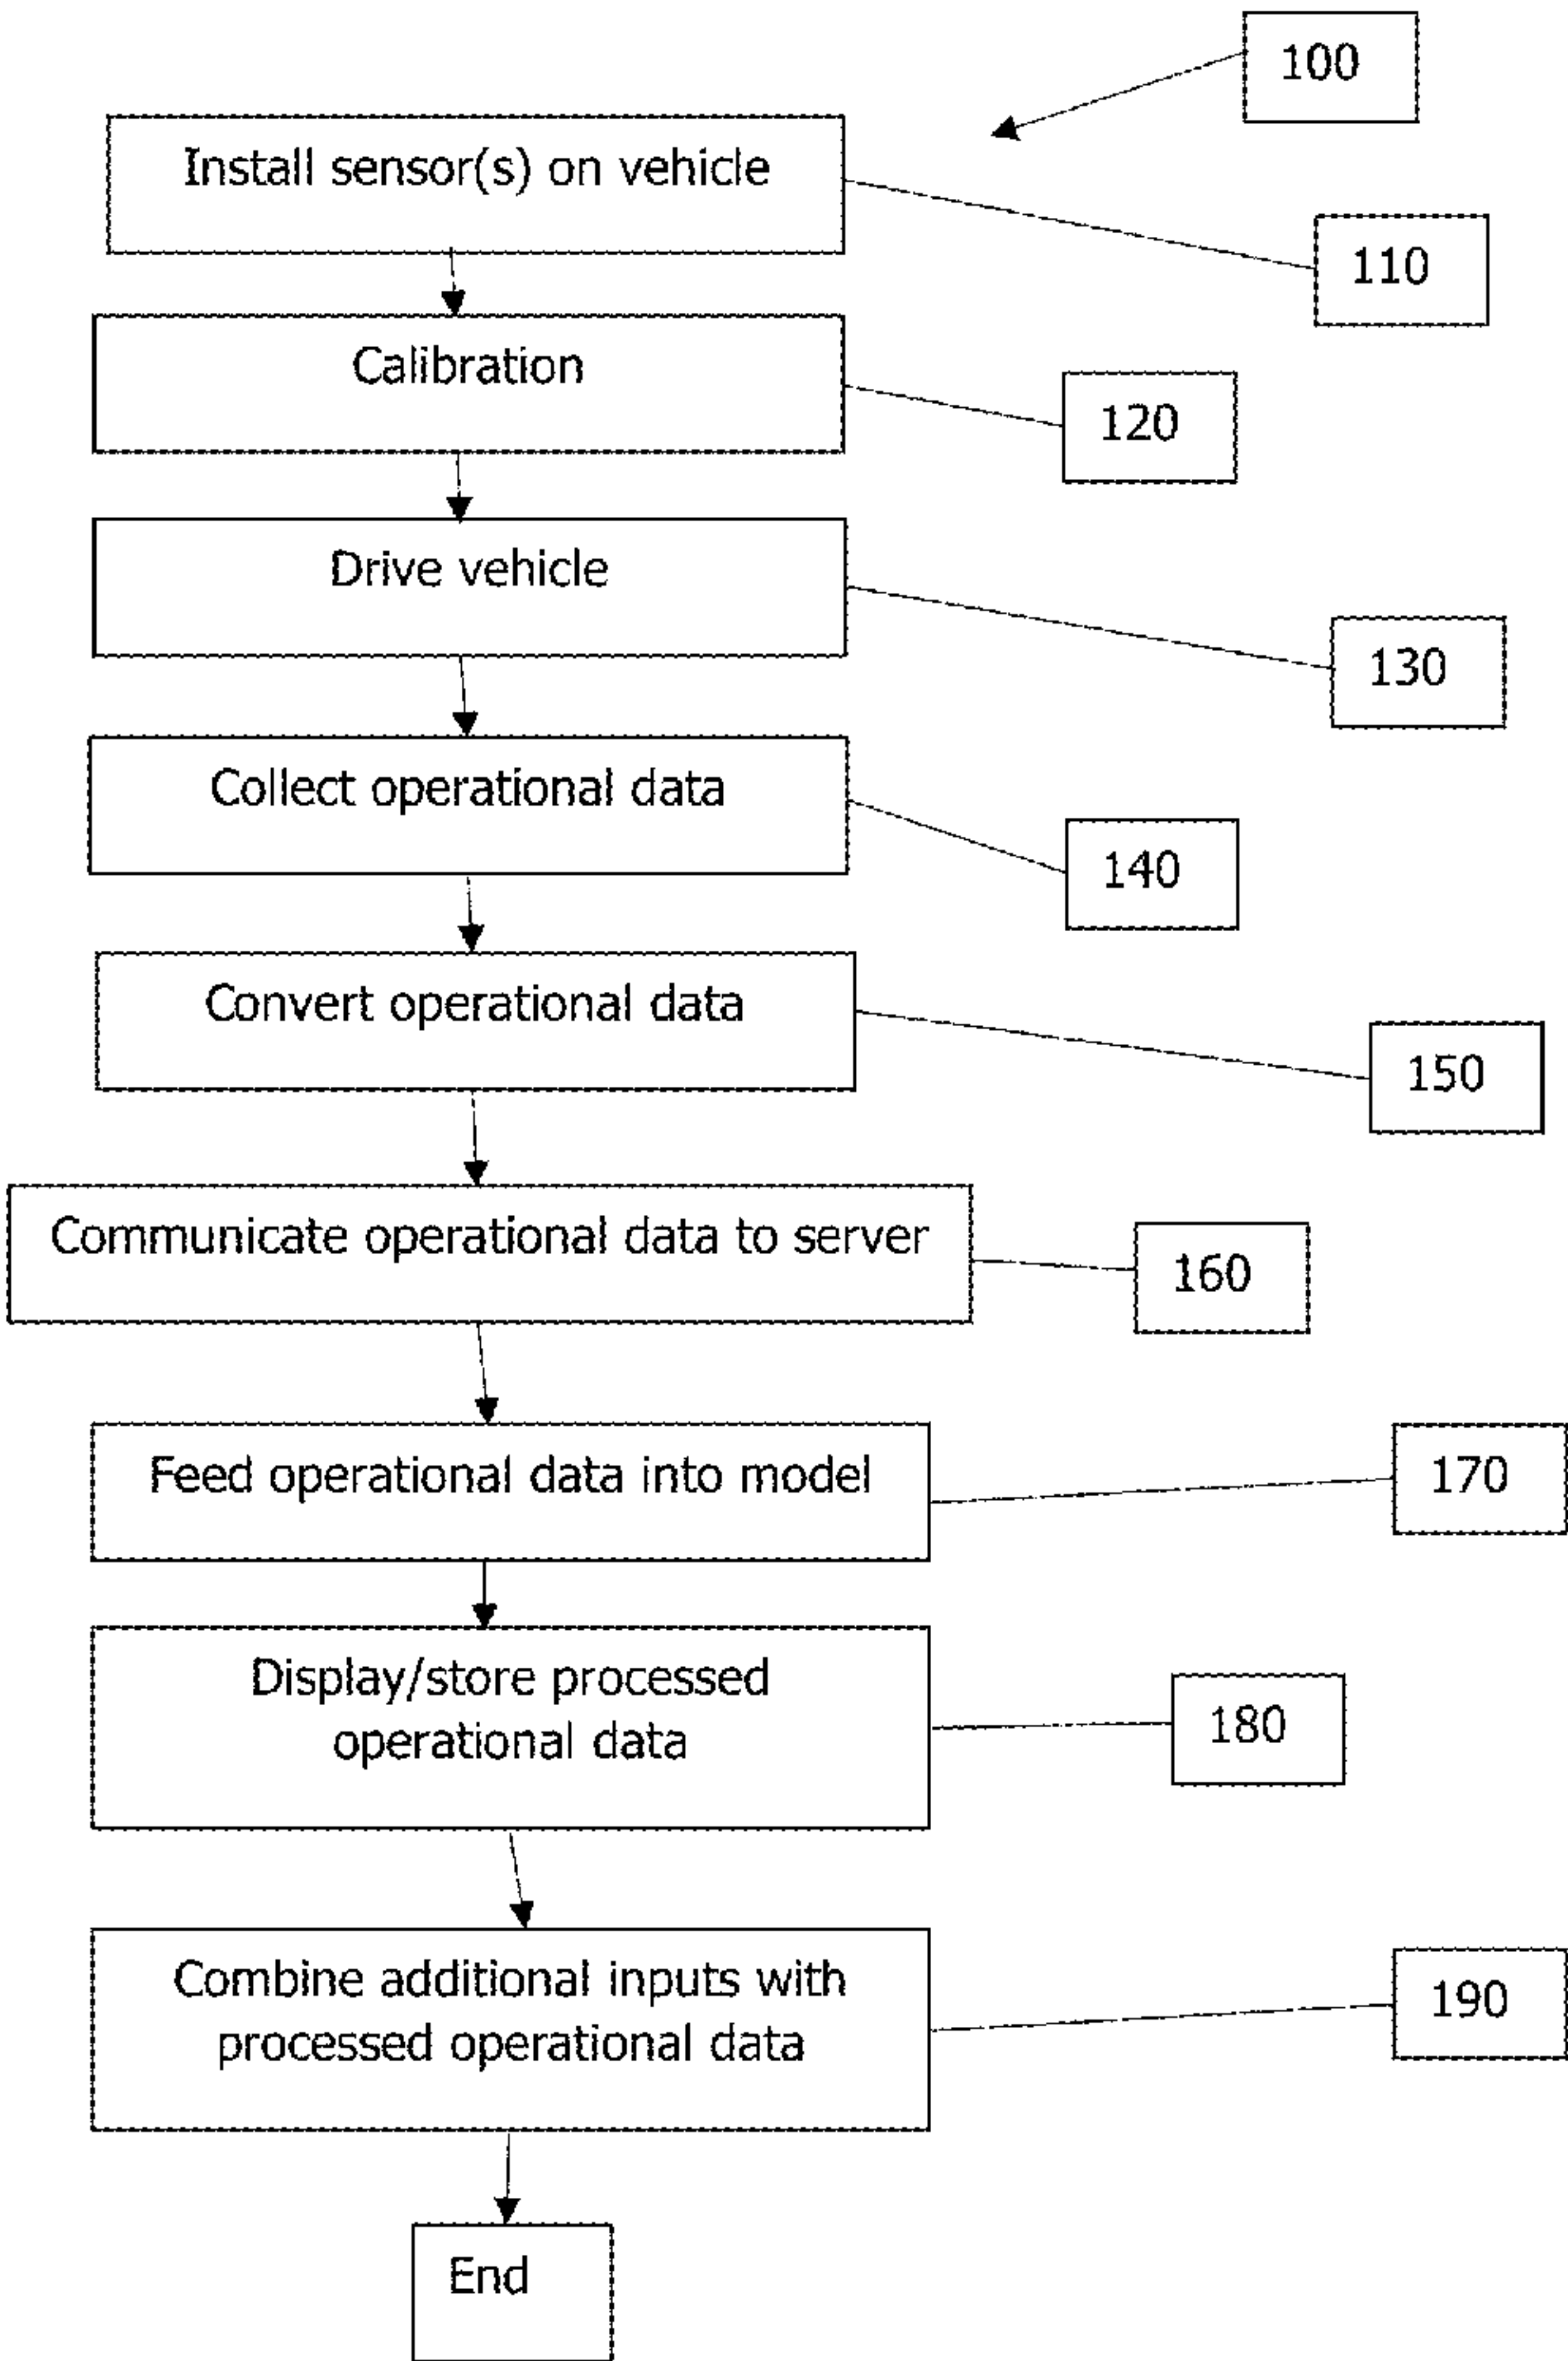 100
Install sensor(s) on vehicle
110
Calibration
120
Drive vehicle
130
Collect operational data
140
Convert operational data
150
Communicate operational data to server
160
Feed operational data into model
170
Display/store processed
operational data
180
Combine additional inputs with
processed operational data
190
End